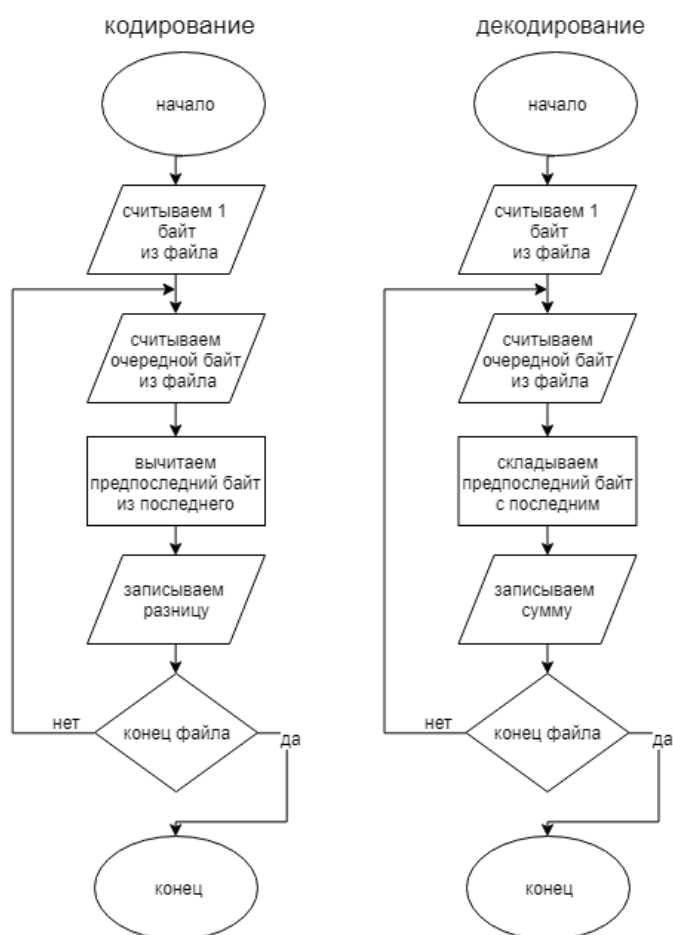 кодирование
начало
считываем 1
байт
из файла
считываем
очередной байт
из файла
вычитаем
предпоследний байт
из последнего
записываем
разницу
нет
конец файла
да
конец
декодирование
начало
считываем 1
байт
из файла
считываем
очередной байт
из файла
складываем
предпоследний байт
с последним
записываем
сумму
нет
конец файла
да
конец